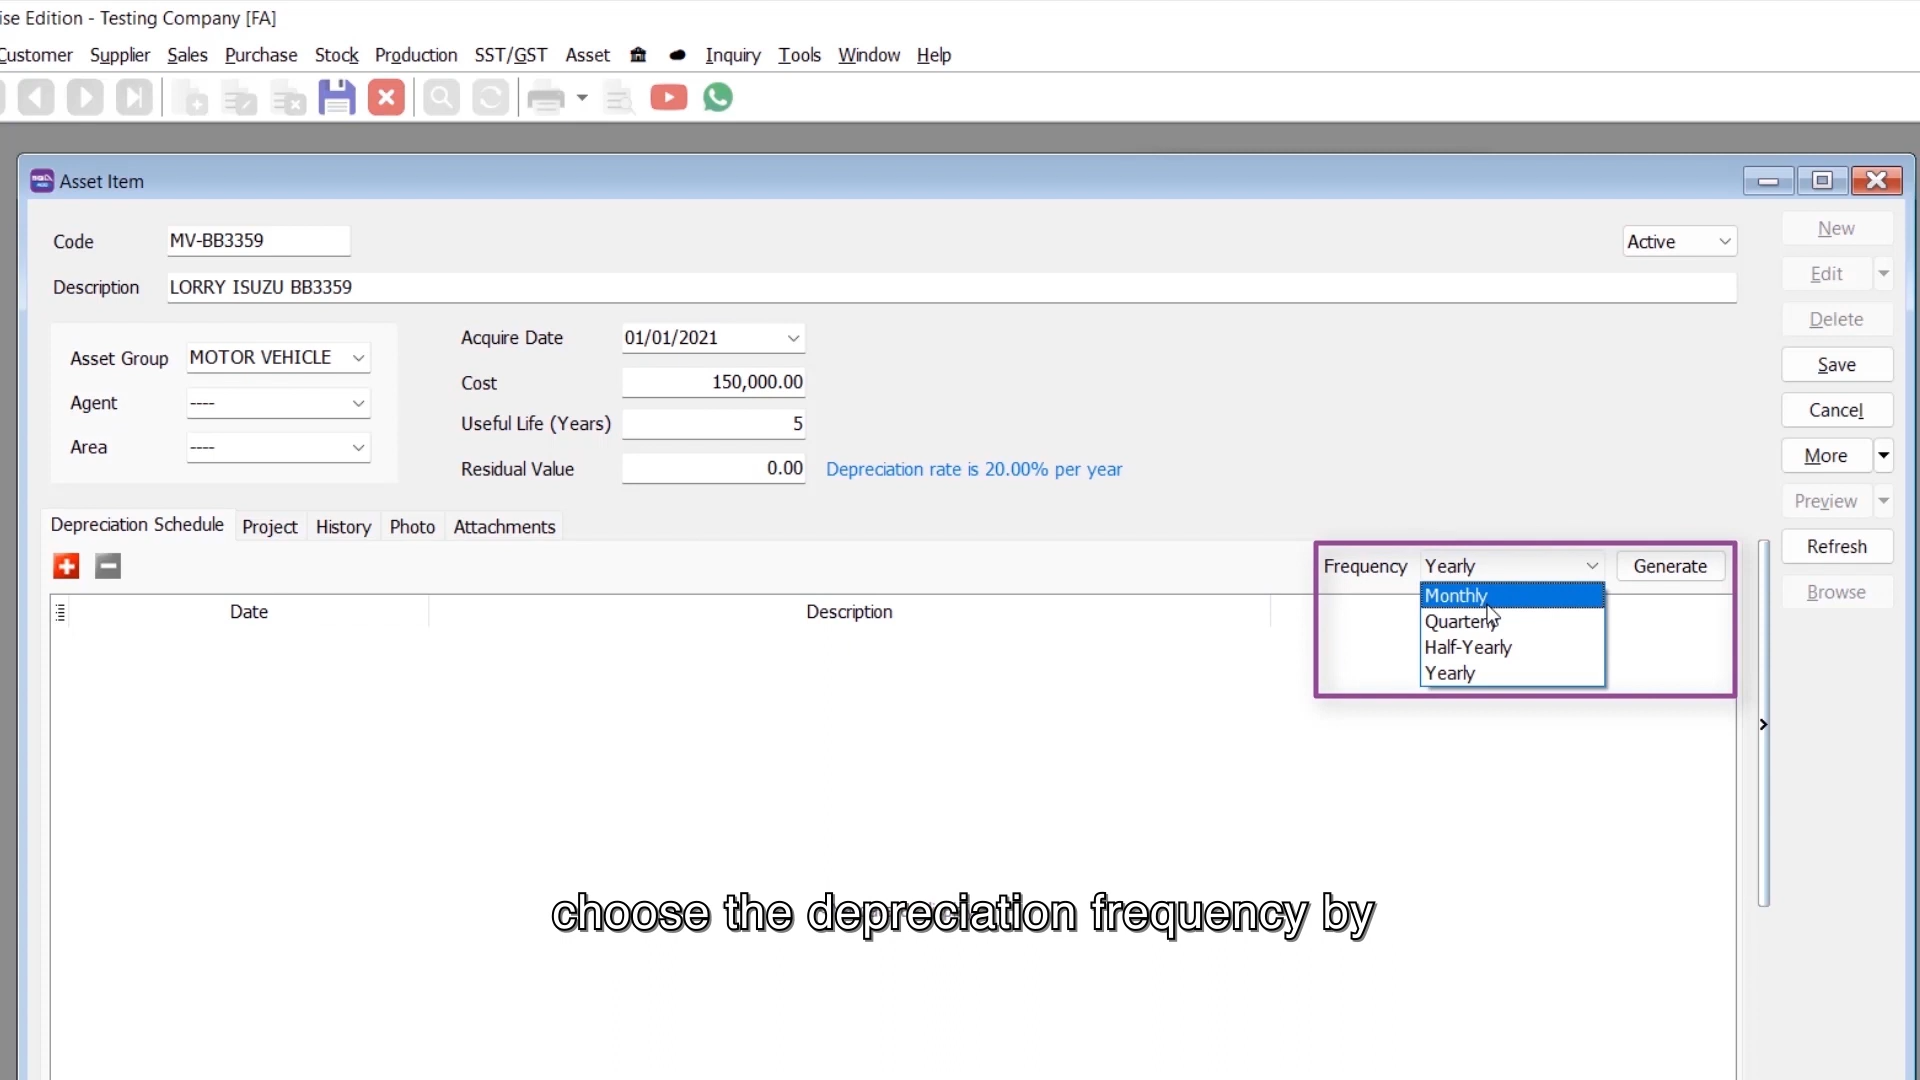 ise Edition - Testing Company [FA]
Customer Supplier Sales Purchase Stock Production SST/GST Asset Inquiry Tools Window Help
Asset Item
Code MV-BB3359 Active New
Description LORRY ISUZU BB3359 Edit
Delete
Asset Group MOTOR VEHICLE Acquire Date 01/01/2021 Save
Agent ---- Cost 150,000.00 Cancel
Area ---- Useful Life (Years) 5 More
Residual Value 0.00 Depreciation rate is 20.00% per year Preview
Depreciation Schedule Project History Photo Attachments
Refresh
Frequency Yearly Generate
Browse
Date Description
Monthly
Quarterly
Half-Yearly
Yearly
choose the depreciation frequency by